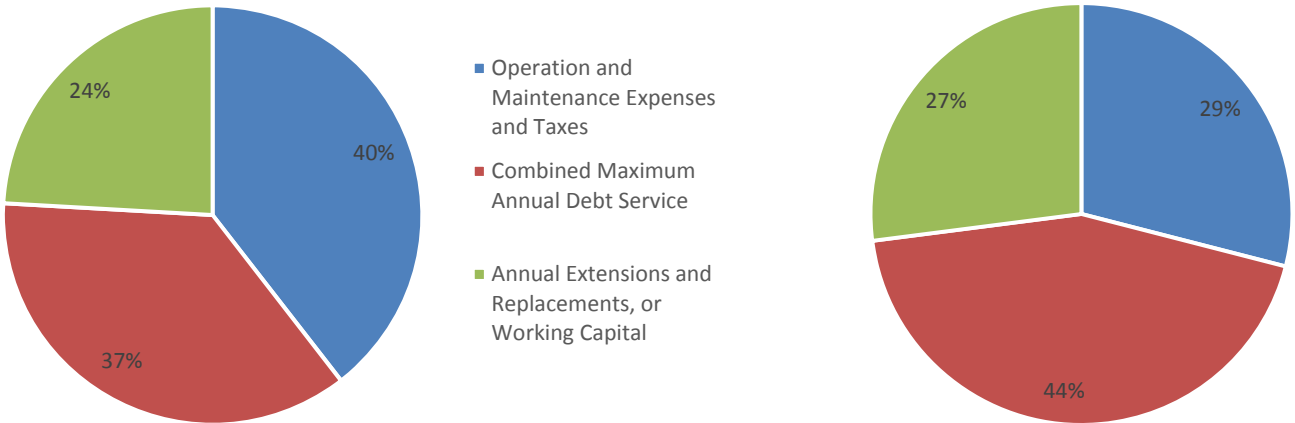 24%
40%
37%
Operation and
Maintenance Expenses
and Taxes
Combined Maximum
Annual Debt Service
Annual Extensions and
Replacements, or
Working Capital
27%
29%
44%